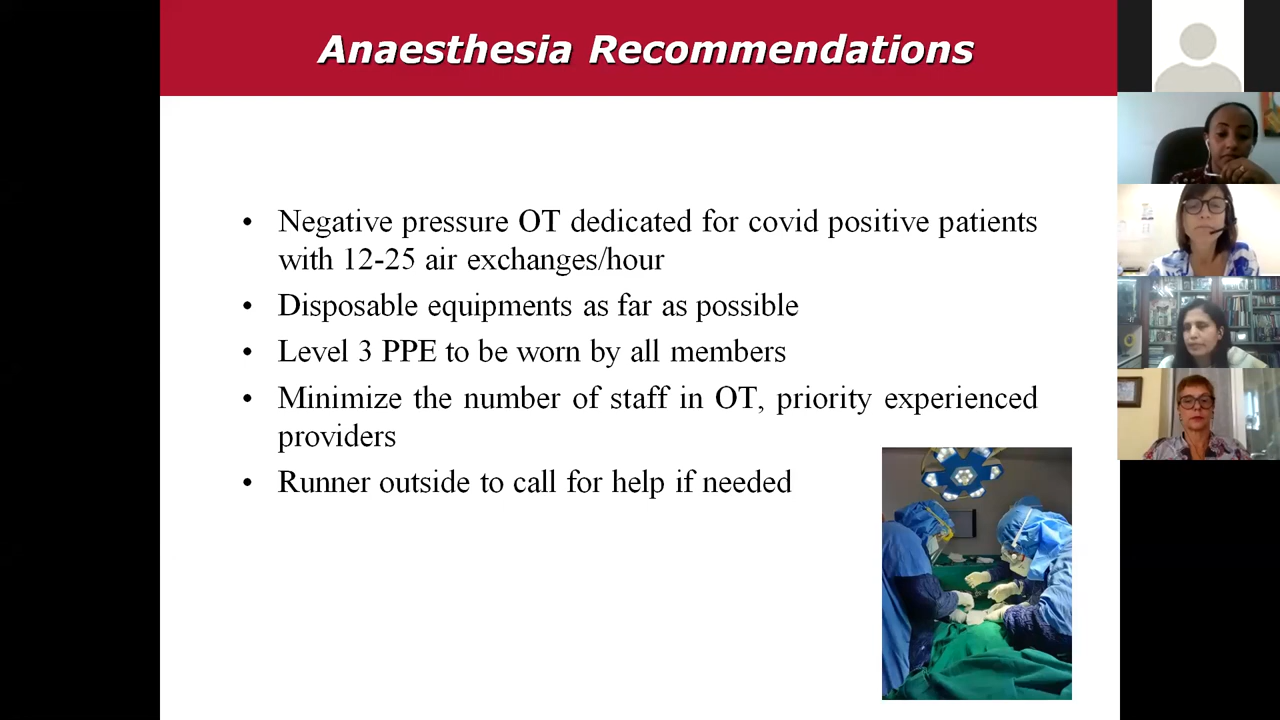 Anaesthesia Recommendations
• Negative pressure OT dedicated for covid positive patients
with 12-25 air exchanges/hour
• Disposable equipments as far as possible
• Level 3 PPE to be worn by all members
• Minimize the number of staff in OT, priority experienced
providers
• Runner outside to call for help if needed